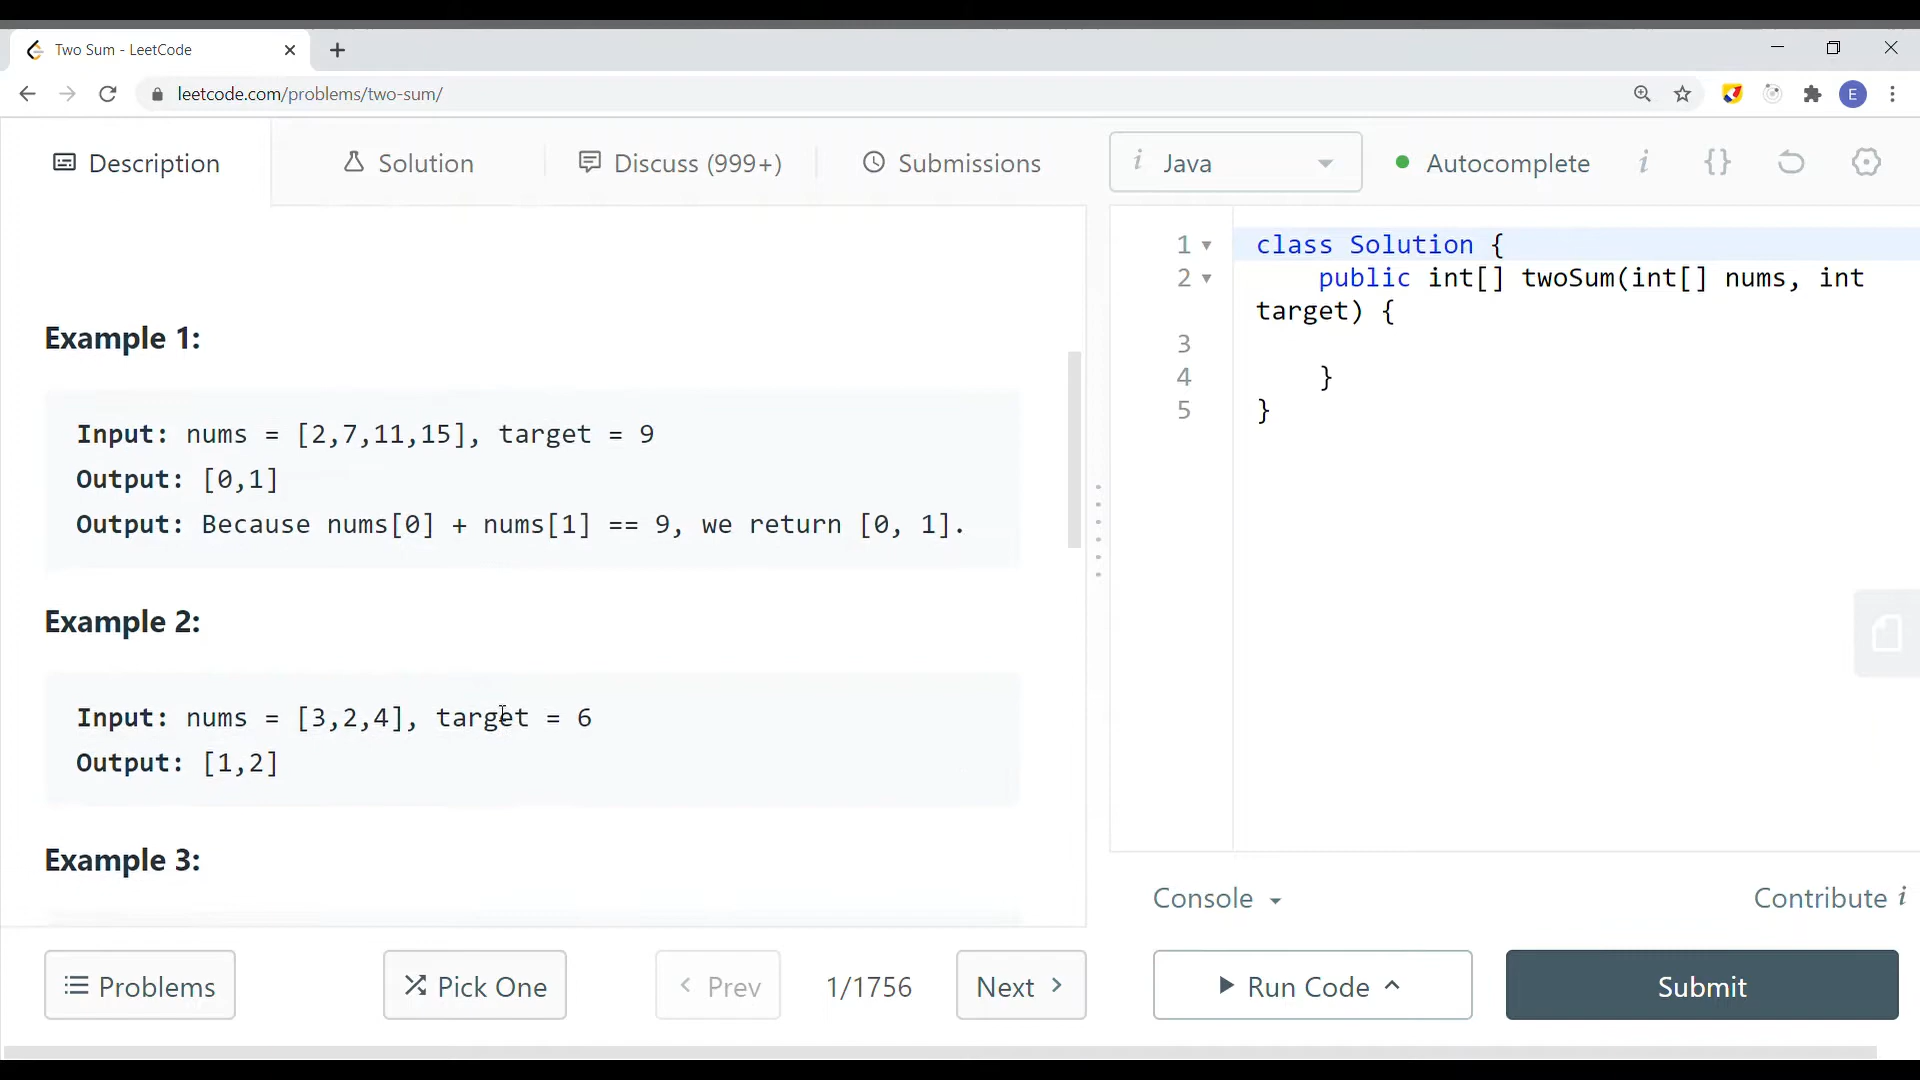 Two Sum - LeetCode
leetcode.com/problems/two-sum/
E
Description
Solution
Discuss (999+)
Submissions
i Java
Autocomplete
i
{}
Example 1:
Input: nums = [2,7,11,15], target = 9
Output: [0,1]
Output: Because nums[0] + nums[1] == 9, we return [0, 1].
Example 2:
Input: nums = [3,2,4], target = 6
Output: [1,2]
Example 3:
1 class Solution {
2 public int[] twoSum(int[] nums, int
target) {
3
4 }
5 }
Console
Contribute i
Problems
Pick One
Prev
1/1756
Next
Run Code
Submit